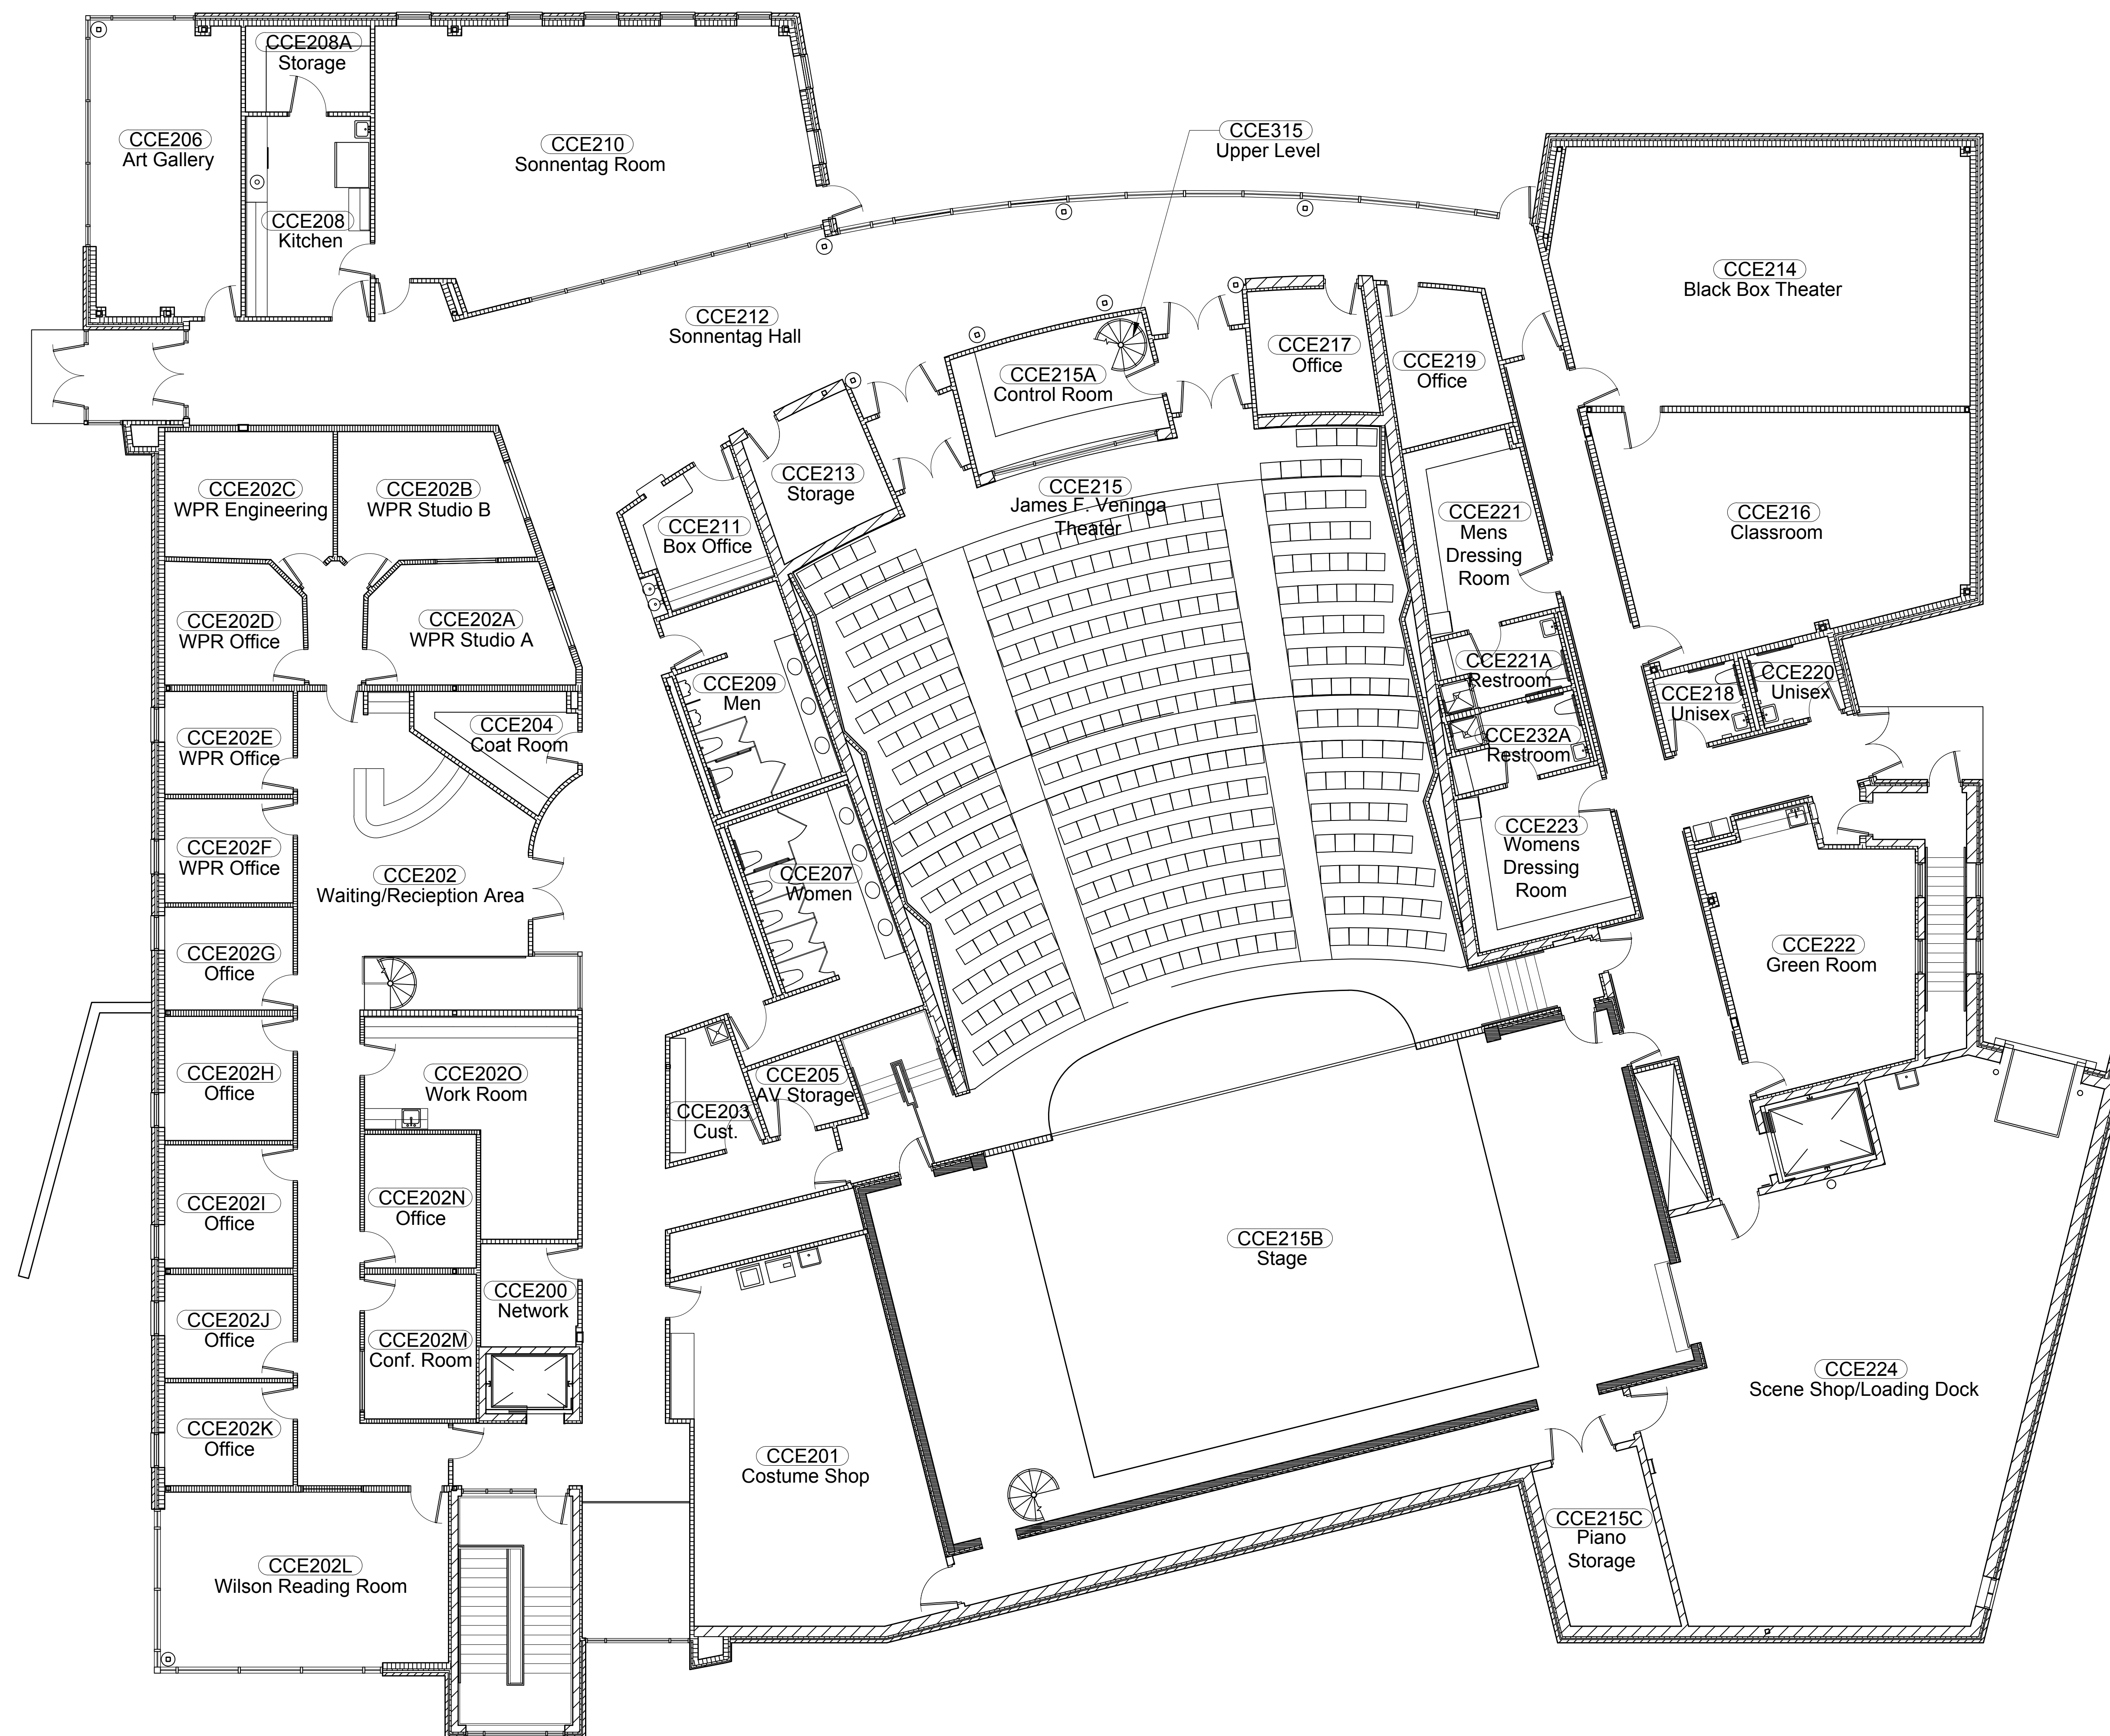 CCE208A
Storage
CCE206
Art Gallery
CCE210
Sonnentag Room
CCE315
Upper Level
CCE208
Kitchen
CCE214
Black Box Theater
CCE212
Sonnentag Hall
CCE217
Office
CCE219
Office
CCE215A
Control Room
CCE202C
WPR Engineering
CCE202B
WPR Studio B
CCE213
Storage
CCE215
James F. Veninga
Theater
CCE211
Box Office
CCE221
Mens
Dressing
Room
CCE216
Classroom
CCE202D
WPR Office
CCE202A
WPR Studio A
CCE209
Men
CCE221A
Restroom
CCE218
Unisex
CCE220
Unisex
CCE202E
WPR Office
CCE204
Coat Room
CCE232A
Restroom
CCE202F
WPR Office
CCE202
Waiting/Recieption Area
CCE207
Women
CCE223
Womens
Dressing
Room
CCE202G
Office
CCE222
Green Room
CCE202H
Office
CCE202O
Work Room
CCE205
AV Storage
CCE203
Cust.
CCE202I
Office
CCE202N
Office
CCE215B
Stage
CCE200
Network
CCE202J
Office
CCE202M
Conf. Room
CCE224
Scene Shop/Loading Dock
CCE202K
Office
CCE201
Costume Shop
CCE215C
Piano
Storage
CCE202L
Wilson Reading Room